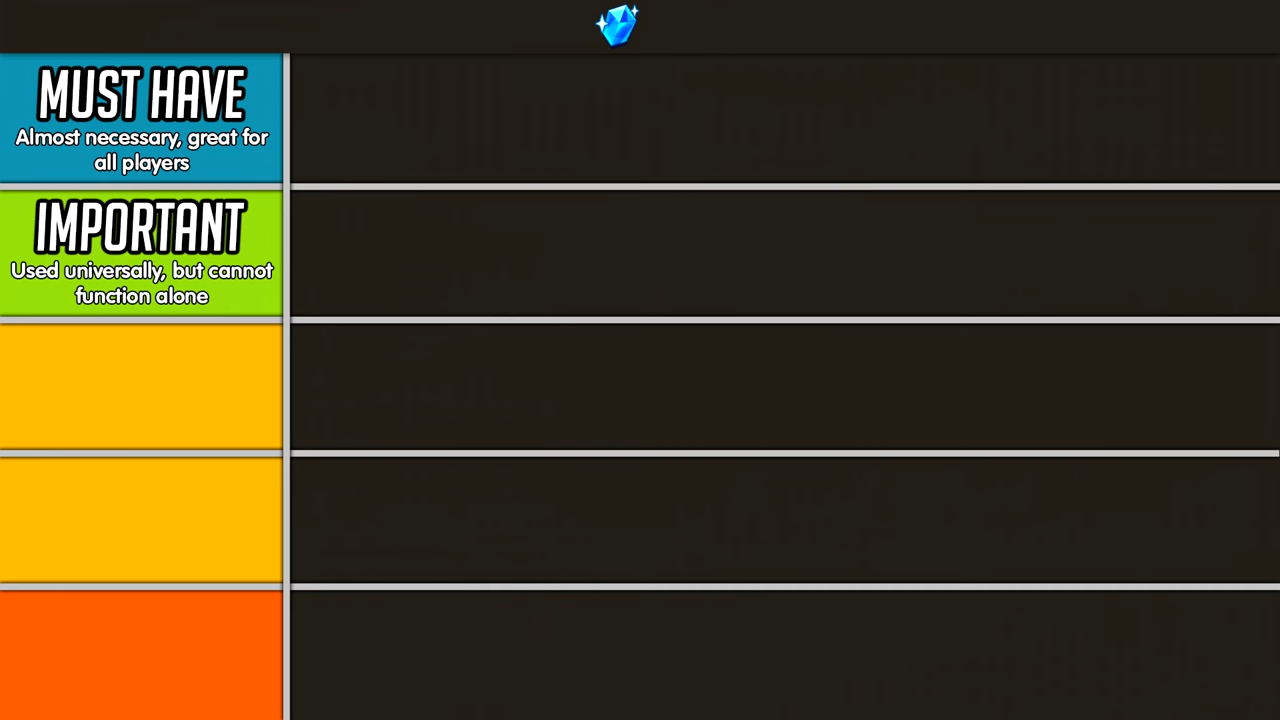 MUST HAVE
Almost necessary, great for
all players
IMPORTANT
Used universally, but cannot
function alone